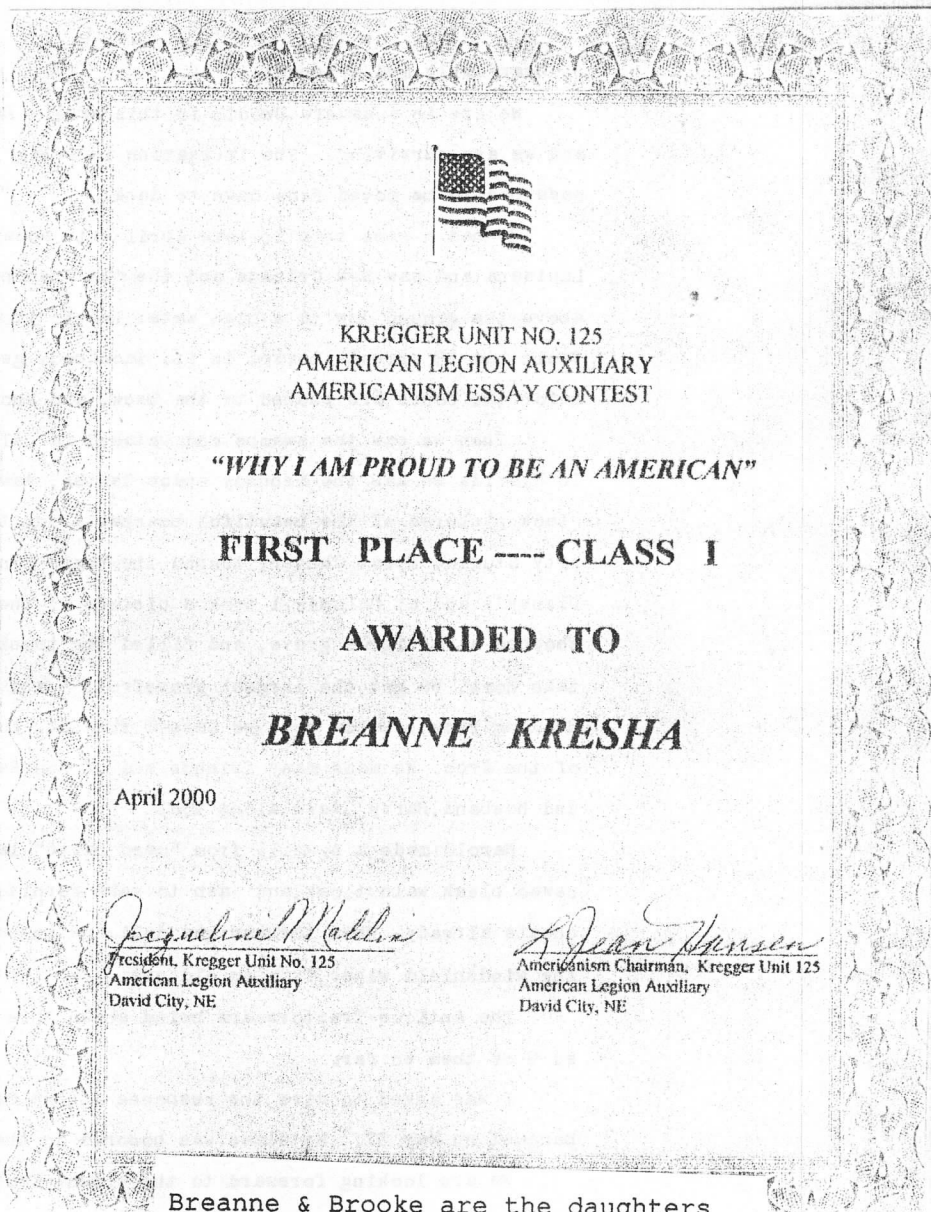 KREGGER UNIT NO. 125
AMERICAN LEGION AUXILIARY
AMERICANISM ESSAY CONTEST
"WHY I AM PROUD TO BE AN AMERICAN"
FIRST PLACE ---- CLASS I
AWARDED TO
BREANNE KRESHA
April 2000
Jacqueline
President, Kregger Unit No. 125
American Legion Auxiliary
David City, NE
L Jean Hansen
Americanism Chairman, Kregger Unit 125
American Legion Auxiliary
David City, NE
Breanne & Brooke are the daughters